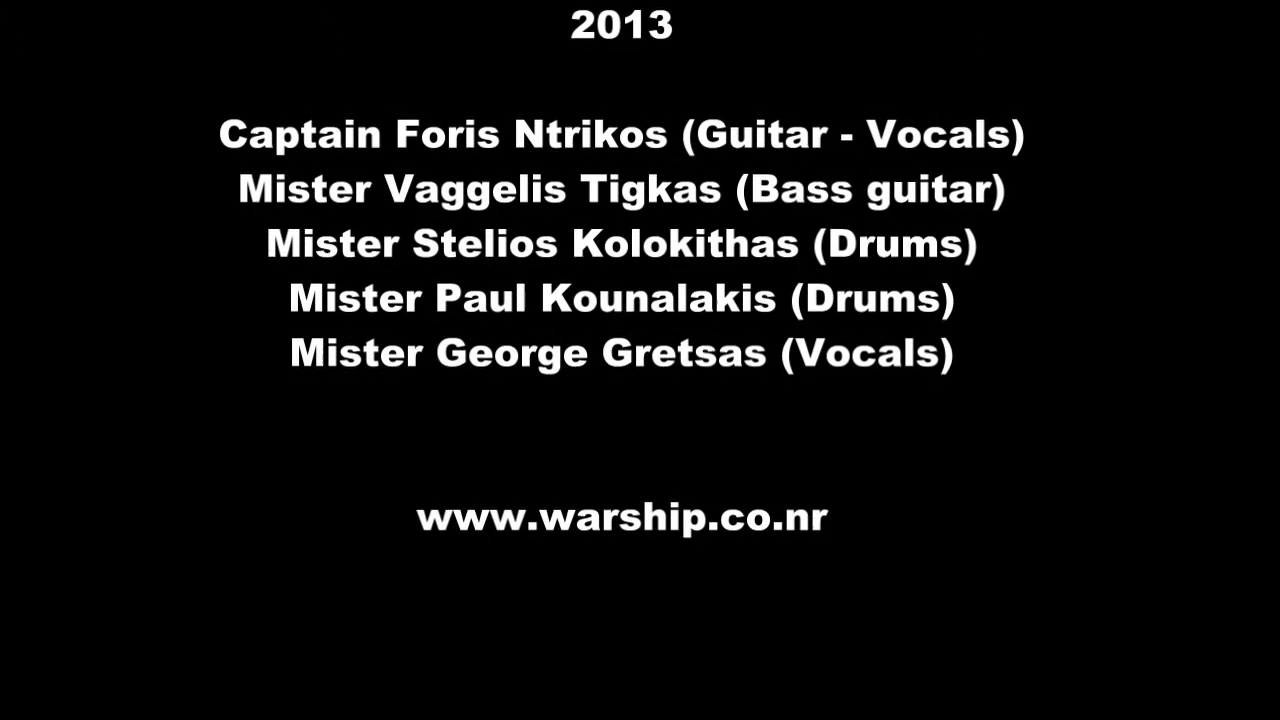 2013
Captain Foris Ntrikos (Guitar - Vocals)
Mister Vaggelis Tigkas (Bass guitar)
Mister Stelios Kolokithas (Drums)
Mister Paul Kounalakis (Drums)
Mister George Gretsas (Vocals)
www.warship.co.nr